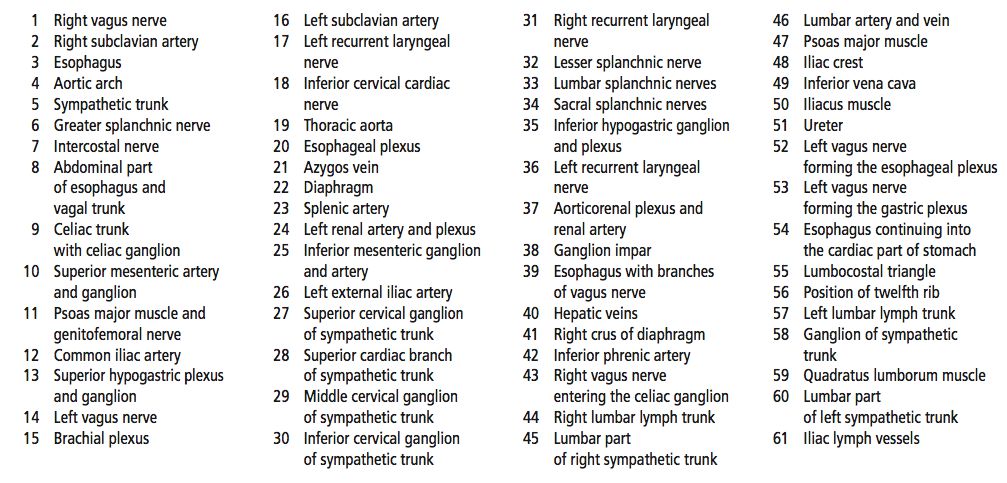 1 Right vagus nerve
2 Right subclavian artery
3 Esophagus
4 Aortic arch
5 Sympathetic trunk
6 Greater splanchnic nerve
7 Intercostal nerve
8 Abdominal part
of esophagus and
vagal trunk
9 Celiac trunk
with celiac ganglion
10 Superior mesenteric artery
and ganglion
11 Psoas major muscle and
genitofemoral nerve
12 Common iliac artery
13 Superior hypogastric plexus
and ganglion
14 Left vagus nerve
15 Brachial plexus
16 Left subclavian artery
17 Left recurrent laryngeal
nerve
18 Inferior cervical cardiac
nerve
19 Thoracic aorta
20 Esophageal plexus
21 Azygos vein
22 Diaphragm
23 Splenic artery
24 Left renal artery and plexus
25 Inferior mesenteric ganglion
and artery
26 Left external iliac artery
27 Superior cervical ganglion
of sympathetic trunk
28 Superior cardiac branch
of sympathetic trunk
29 Middle cervical ganglion
of sympathetic trunk
30 Inferior cervical ganglion
of sympathetic trunk
31 Right recurrent laryngeal
nerve
32 Lesser splanchnic nerve
33 Lumbar splanchnic nerves
34 Sacral splanchnic nerves
35 Inferior hypogastric ganglion
and plexus
36 Left recurrent laryngeal
nerve
37 Aorticorenal plexus and
renal artery
38 Ganglion impar
39 Esophagus with branches
of vagus nerve
40 Hepatic veins
41 Right crus of diaphragm
42 Inferior phrenic artery
43 Right vagus nerve
entering the celiac ganglion
44 Right lumbar lymph trunk
45 Lumbar part
of right sympathetic trunk
46 Lumbar artery and vein
47 Psoas major muscle
48 Iliac crest
49 Inferior vena cava
50 Iliacus muscle
51 Ureter
52 Left vagus nerve
forming the esophageal plexus
53 Left vagus nerve
forming the gastric plexus
54 Esophagus continuing into
the cardiac part of stomach
55 Lumbocostal triangle
56 Position of twelfth rib
57 Left lumbar lymph trunk
58 Ganglion of sympathetic
trunk
59 Quadratus lumborum muscle
60 Lumbar part
of left sympathetic trunk
61 Iliac lymph vessels